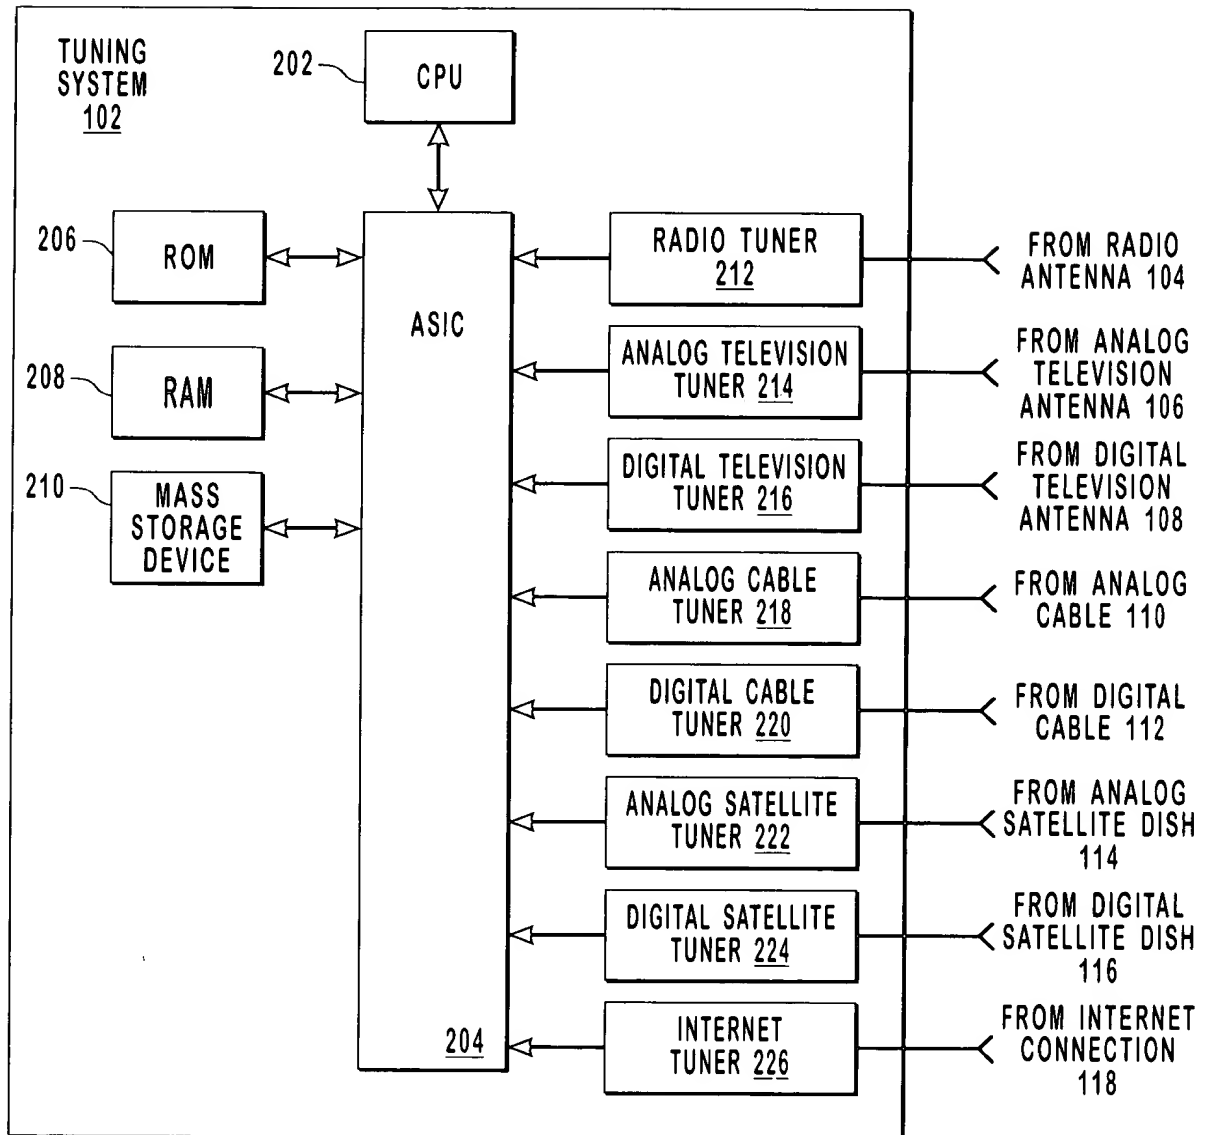 TUNING
SYSTEM
102
202
CPU
206
ROM
208
RAM
210
MASS
STORAGE
DEVICE
ASIC
204
RADIO TUNER
212
ANALOG TELEVISION
TUNER 214
DIGITAL TELEVISION
TUNER 216
ANALOG CABLE
TUNER 218
DIGITAL CABLE
TUNER 220
ANALOG SATELLITE
TUNER 222
DIGITAL SATELLITE
TUNER 224
INTERNET
TUNER 226
FROM RADIO
ANTENNA 104
FROM ANALOG
TELEVISION
ANTENNA 106
FROM DIGITAL
TELEVISION
ANTENNA 108
FROM ANALOG
CABLE 110
FROM DIGITAL
CABLE 112
FROM ANALOG
SATELLITE DISH
114
FROM DIGITAL
SATELLITE DISH
116
FROM INTERNET
CONNECTION
118